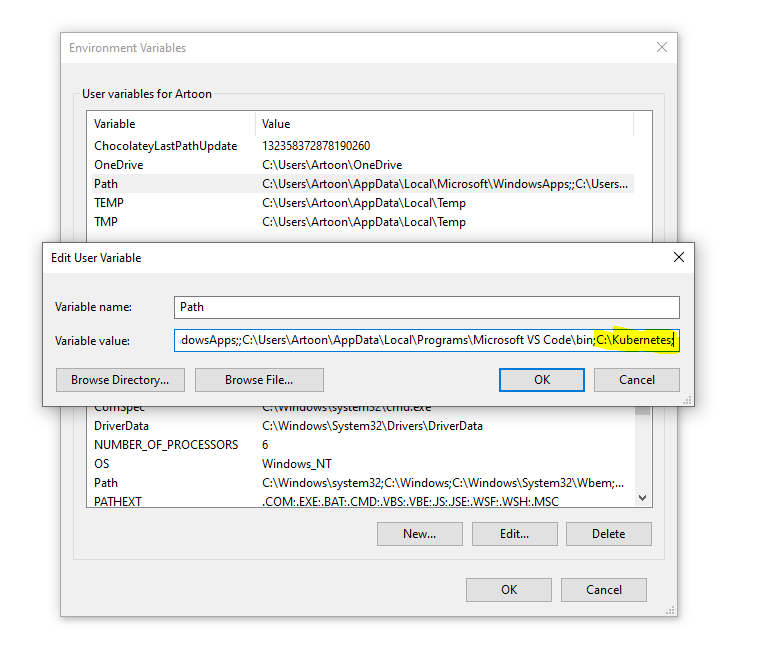 Environment Variables
User variables for Artoon
Variable Value
ChocolateyLastPathUpdate 132358372878190260
OneDrive C:\Users\Artoon\OneDrive
Path C:\Users\Artoon\AppData\Local\Microsoft\WindowsApps;;C:\Users...
TEMP C:\Users\Artoon\AppData\Local\Temp
TMP C:\Users\Artoon\AppData\Local\Temp
Edit User Variable
Variable name: Path
Variable value: dowsApps;;C:\Users\Artoon\AppData\Local\Programs\Microsoft VS Code\bin;C:\Kubernetes;
Browse Directory... Browse File... OK Cancel
ComSpec C:\Windows\system32\cmd.exe
DriverData C:\Windows\System32\Drivers\DriverData
NUMBER_OF_PROCESSORS 6
OS Windows_NT
Path C:\Windows\system32;C:\Windows;C:\Windows\System32\Wbem;...
PATHEXT .COM;.EXE;.BAT;.CMD;.VBS;.VBE;.JS;.JSE;.WSF;.WSH;.MSC
New... Edit... Delete
OK Cancel